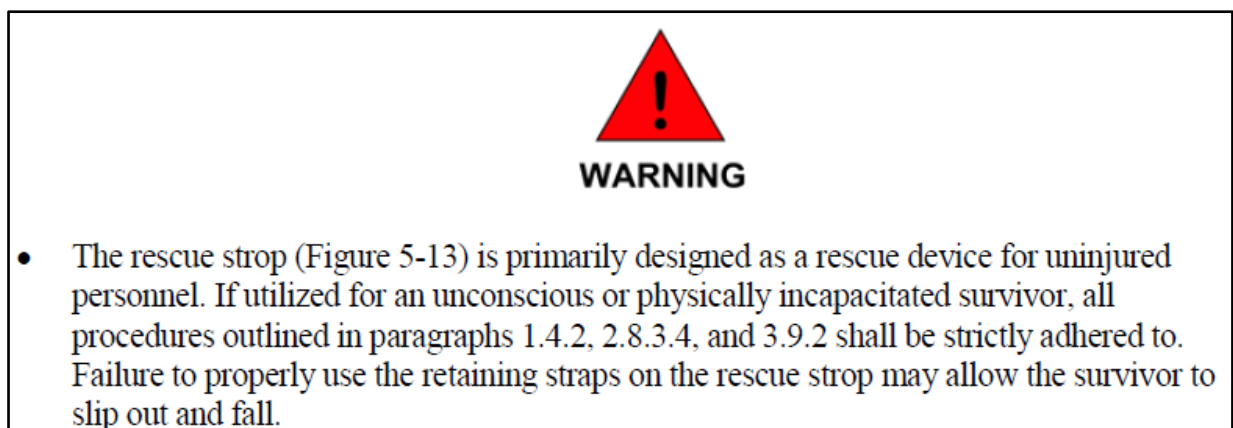 !
WARNING
• The rescue strop (Figure 5-13) is primarily designed as a rescue device for uninjured
personnel. If utilized for an unconscious or physically incapacitated survivor, all
procedures outlined in paragraphs 1.4.2, 2.8.3.4, and 3.9.2 shall be strictly adhered to.
Failure to properly use the retaining straps on the rescue strop may allow the survivor to
slip out and fall.